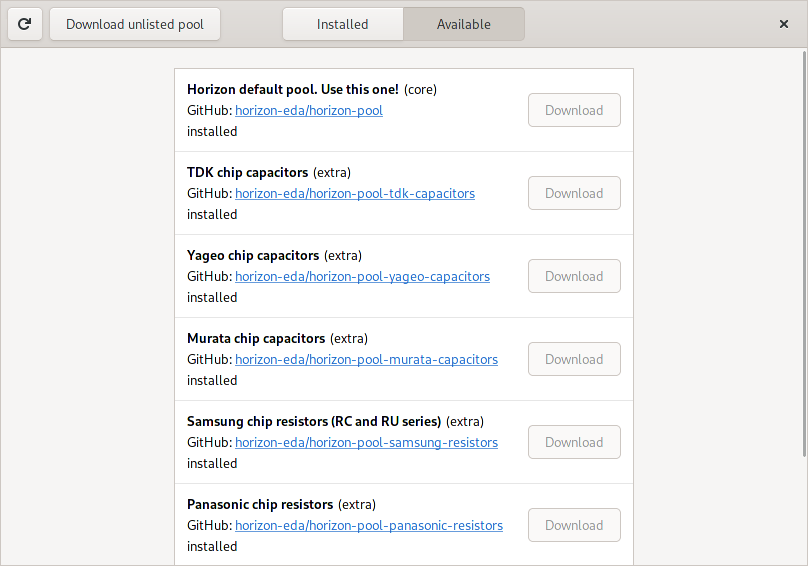 Download unlisted pool
Installed
Available
Horizon default pool. Use this one! (core)
GitHub: horizon-eda/horizon-pool
installed
Download
TDK chip capacitors (extra)
GitHub: horizon-eda/horizon-pool-tdk-capacitors
installed
Download
Yageo chip capacitors (extra)
GitHub: horizon-eda/horizon-pool-yageo-capacitors
installed
Download
Murata chip capacitors (extra)
GitHub: horizon-eda/horizon-pool-murata-capacitors
installed
Download
Samsung chip resistors (RC and RU series) (extra)
GitHub: horizon-eda/horizon-pool-samsung-resistors
installed
Download
Panasonic chip resistors (extra)
GitHub: horizon-eda/horizon-pool-panasonic-resistors
installed
Download